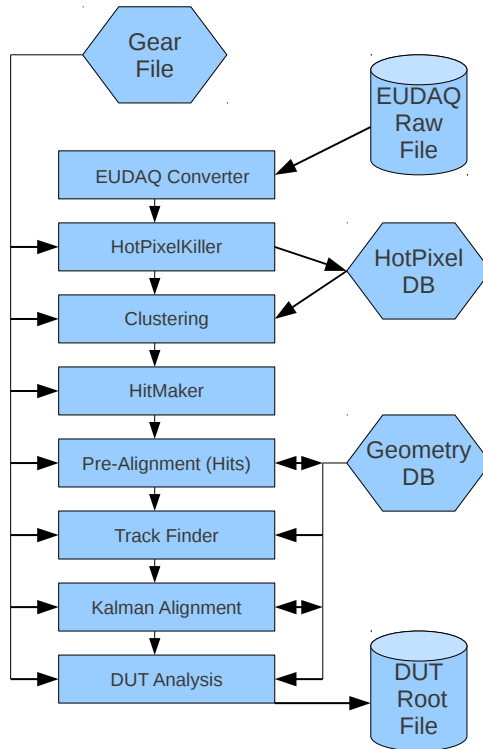 Gear
File
EUDAQ
Raw
File
EUDAQ Converter
HotPixelKiller
HotPixel
DB
Clustering
HitMaker
Pre-Alignment (Hits)
Geometry
DB
Track Finder
Kalman Alignment
DUT Analysis
DUT
Root
File